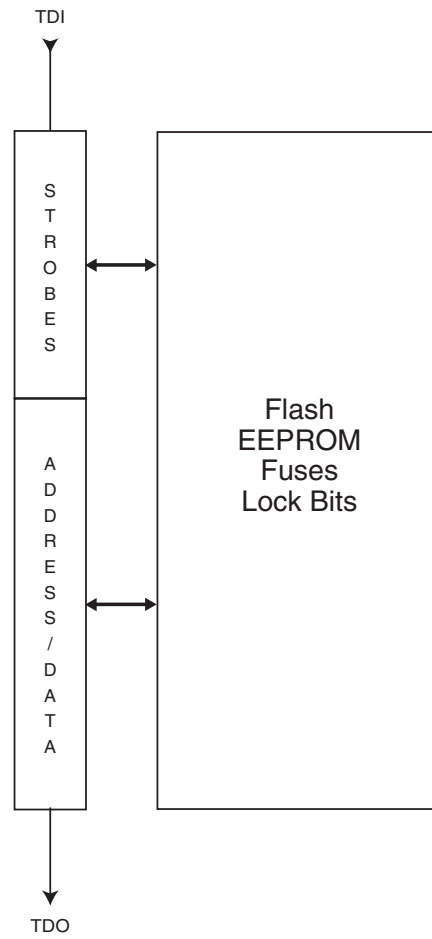 TDI
STROBES
ADDRESS/DATA
Flash
EEPROM
Fuses
Lock Bits
TDO